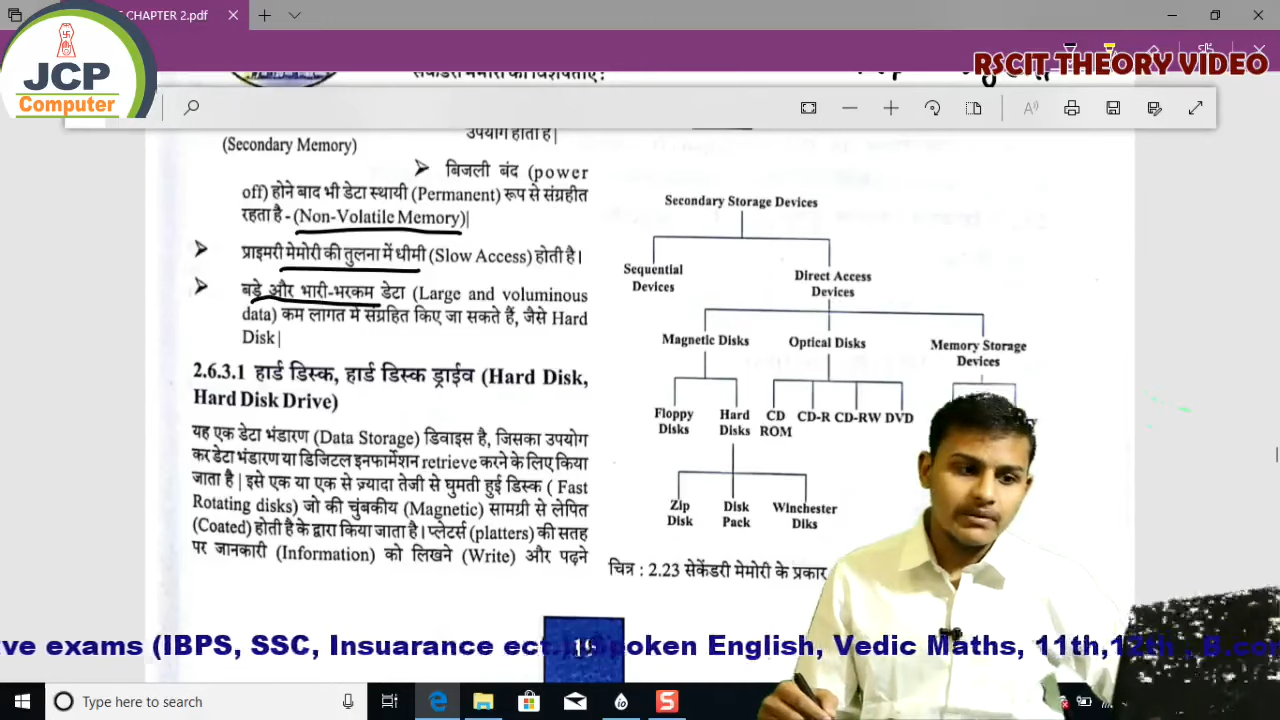 CHAPTER 2.pdf
JCP
Computer
RSCIT THEORY VIDEO
सेकेंडरी मेमोरी की विशेषताएं :
उपयोग होता है |
(Secondary Memory)
➤ बिजली बंद (power
off) होने बाद भी डेटा स्थायी (Permanent) रूप से संग्रहीत
रहता है - (Non-Volatile Memory)|
➤ प्राइमरी मेमोरी की तुलना में धीमी (Slow Access) होती है |
➤ बड़े और भारी-भरकम डेटा (Large and voluminous
data) कम लागत में संग्रहित किए जा सकते हैं, जैसे Hard
Disk |
2.6.3.1 हार्ड डिस्क, हार्ड डिस्क ड्राईव (Hard Disk,
Hard Disk Drive)
यह एक डेटा भंडारण (Data Storage) डिवाइस है, जिसका उपयोग
कर डेटा भंडारण या डिजिटल इनफार्मेशन retrieve करने के लिए किया
जाता है | इसे एक या एक से ज़्यादा तेजी से घुमती हुई डिस्क ( Fast
Rotating disks) जो की चुंबकीय (Magnetic) सामग्री से लेपित
(Coated) होती है के द्वारा किया जाता है | प्लेटर्स (platters) की सतह
पर जानकारी (Information) को लिखने (Write) और पढ़ने
Secondary Storage Devices
Sequential
Devices
Direct Access
Devices
Magnetic Disks
Optical Disks
Memory Storage
Devices
Floppy
Disks
Hard
Disks
CD
ROM
CD-R
CD-RW
DVD
Zip
Disk
Disk
Pack
Winchester
Diks
चित्र : 2.23 सेकेंडरी मेमोरी के प्रकार
ve exams (IBPS, SSC, Insuarance ect.) Spoken English, Vedic Maths, 11th,12th , B.con
Type here to search